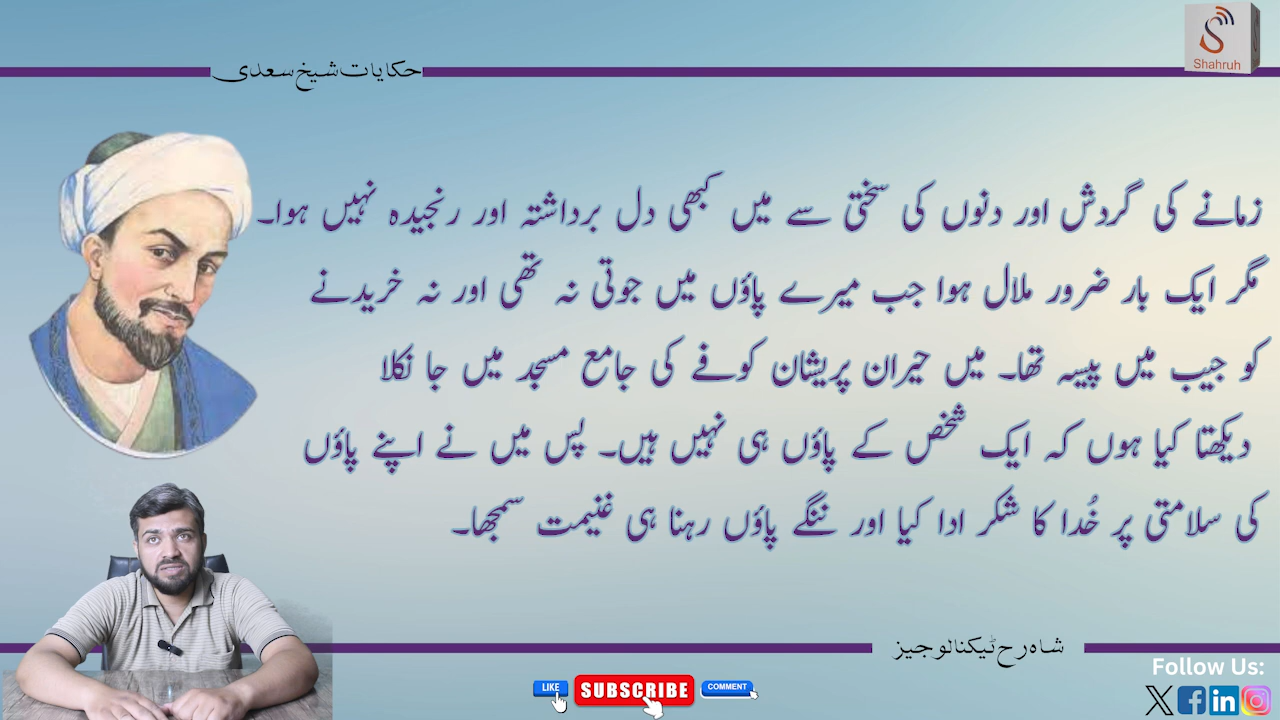 حکایات شیخ سعدی
Shahruh
زمانے کی گردش اور دنوں کی سختی سے میں کبھی دل برداشتہ اور رنجیدہ نہیں ہوا۔
مگر ایک بار ضرور ملال ہوا جب میرے پاؤں میں جوتی نہ تھی اور نہ خریدنے
کو جیب میں پیسہ تھا۔ میں حیران پریشان کوفے کی جامع مسجد میں جا نکلا
دیکھتا کیا ہوں کہ ایک شخص کے پاؤں ہی نہیں ہیں۔ پس میں نے اپنے پاؤں
کی سلامتی پر خُدا کا شکر ادا کیا اور ننگے پاؤں رہنا ہی غنیمت سمجھا۔
شاہ رح ٹیکنالوجیز
Follow Us:
LIKE
SUBSCRIBE
COMMENT